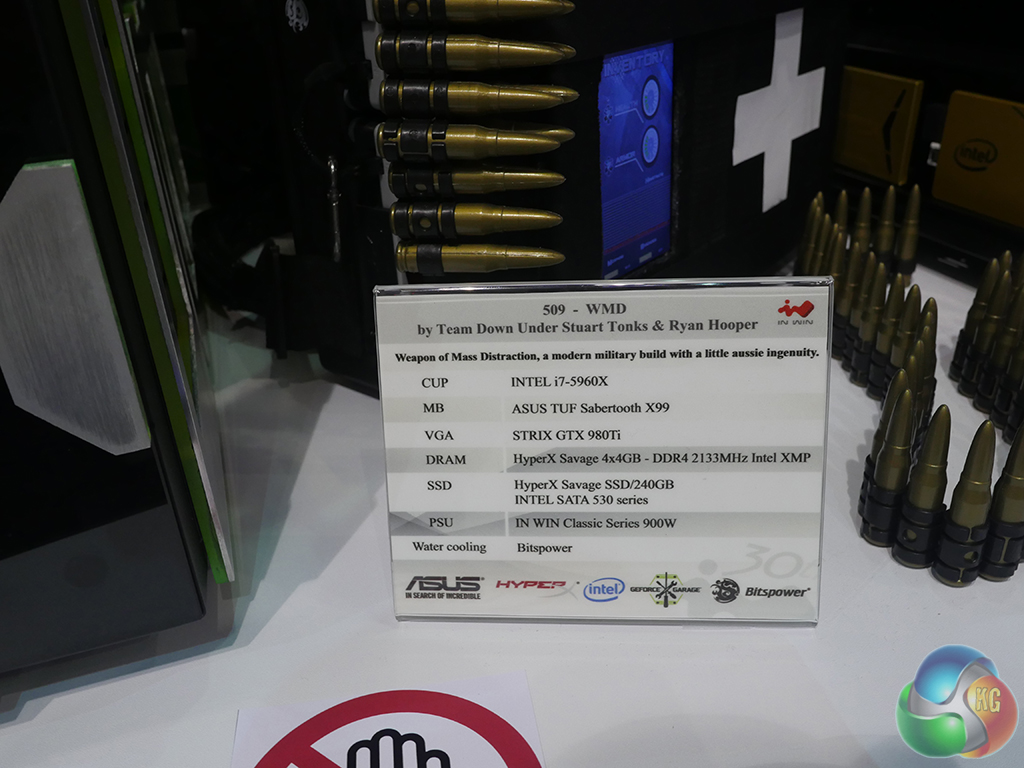 INVENTORY
intel
509 - WMD
by Team Down Under Stuart Tonks & Ryan Hooper
IN WIN
Weapon of Mass Distraction, a modern military build with a little aussie ingenuity.
CUP INTEL i7-5960X
MB ASUS TUF Sabertooth X99
VGA STRIX GTX 980Ti
DRAM HyperX Savage 4x4GB - DDR4 2133MHz Intel XMP
SSD HyperX Savage SSD/240GB
INTEL SATA 530 series
PSU IN WIN Classic Series 900W
Water cooling Bitspower
30
ASUS HYPERX intel GEFORCE GARAGE Bitspower
IN SEARCH OF INCREDIBLE
KG